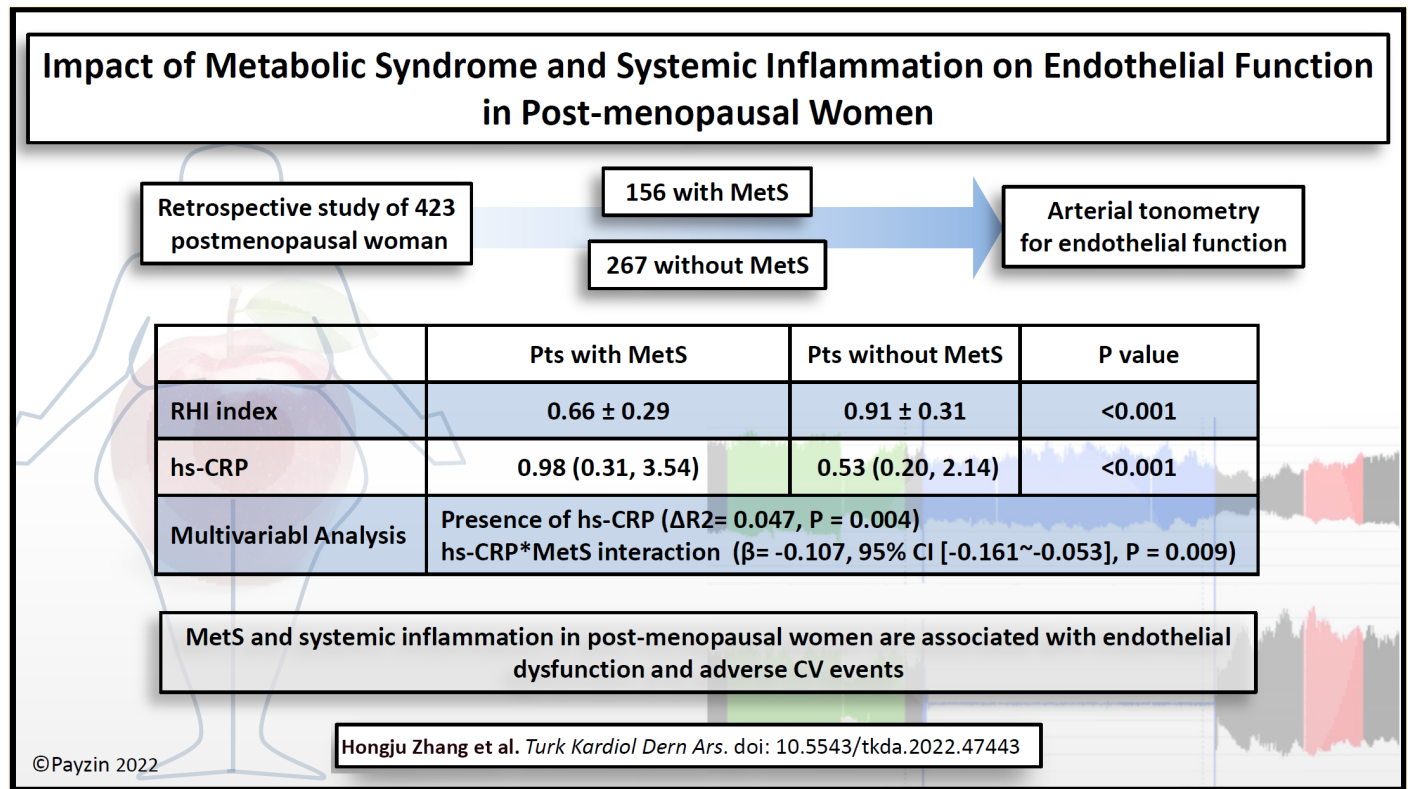 Impact of Metabolic Syndrome and Systemic Inflammation on Endothelial Function
in Post-menopausal Women
Retrospective study of 423
postmenopausal woman
156 with MetS
267 without MetS
Arterial tonometry
for endothelial function
Pts with MetS Pts without MetS P value
RHI index 0.66 ± 0.29 0.91 ± 0.31 <0.001
hs-CRP 0.98 (0.31, 3.54) 0.53 (0.20, 2.14) <0.001
Multivariabl Analysis
Presence of hs-CRP (ΔR2= 0.047, P = 0.004)
hs-CRP*MetS interaction (β= -0.107, 95% CI [-0.161~-0.053], P = 0.009)
MetS and systemic inflammation in post-menopausal women are associated with endothelial
dysfunction and adverse CV events
Hongju Zhang et al. Turk Kardiol Dern Ars. doi: 10.5543/tkda.2022.47443
©Payzin 2022